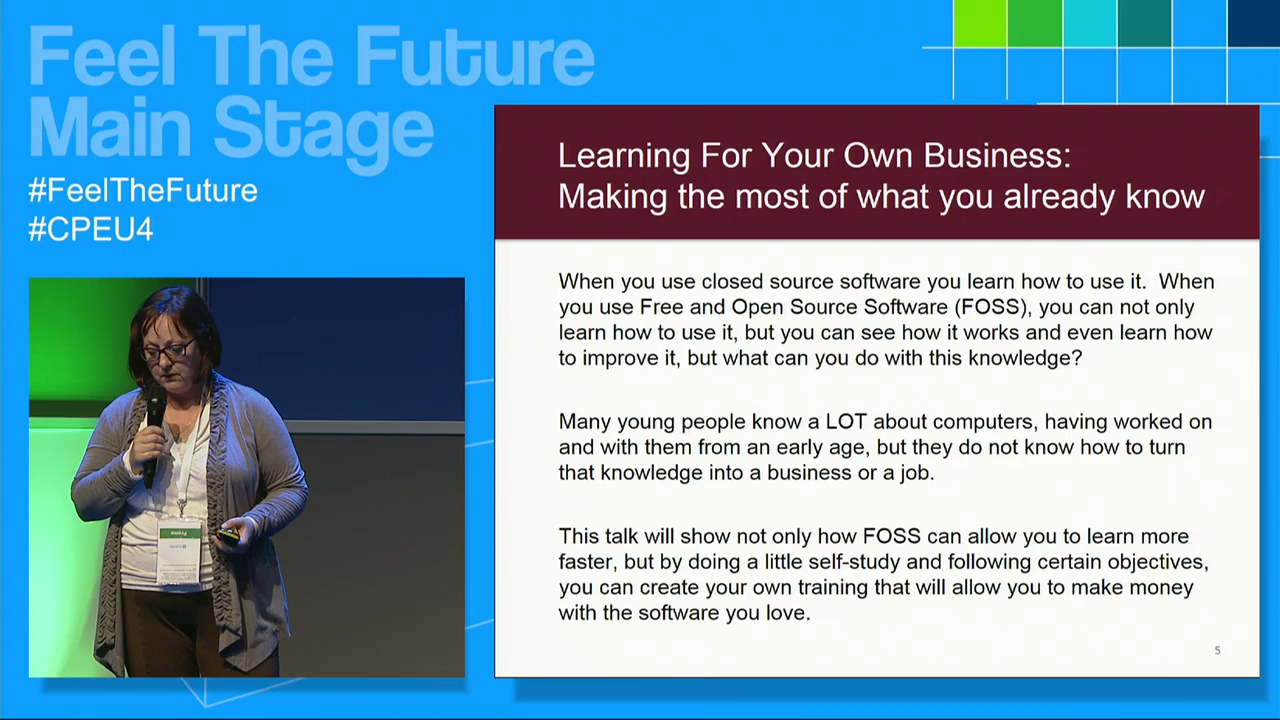 Feel The Future
Main Stage
#FeelTheFuture
#CPEU4
Learning For Your Own Business:
Making the most of what you already know
When you use closed source software you learn how to use it.  When
you use Free and Open Source Software (FOSS), you can not only
learn how to use it, but you can see how it works and even learn how
to improve it, but what can you do with this knowledge?
Many young people know a LOT about computers, having worked on
and with them from an early age, but they do not know how to turn
that knowledge into a business or a job.
This talk will show not only how FOSS can allow you to learn more
faster, but by doing a little self-study and following certain objectives,
you can create your own training that will allow you to make money
with the software you love.
5